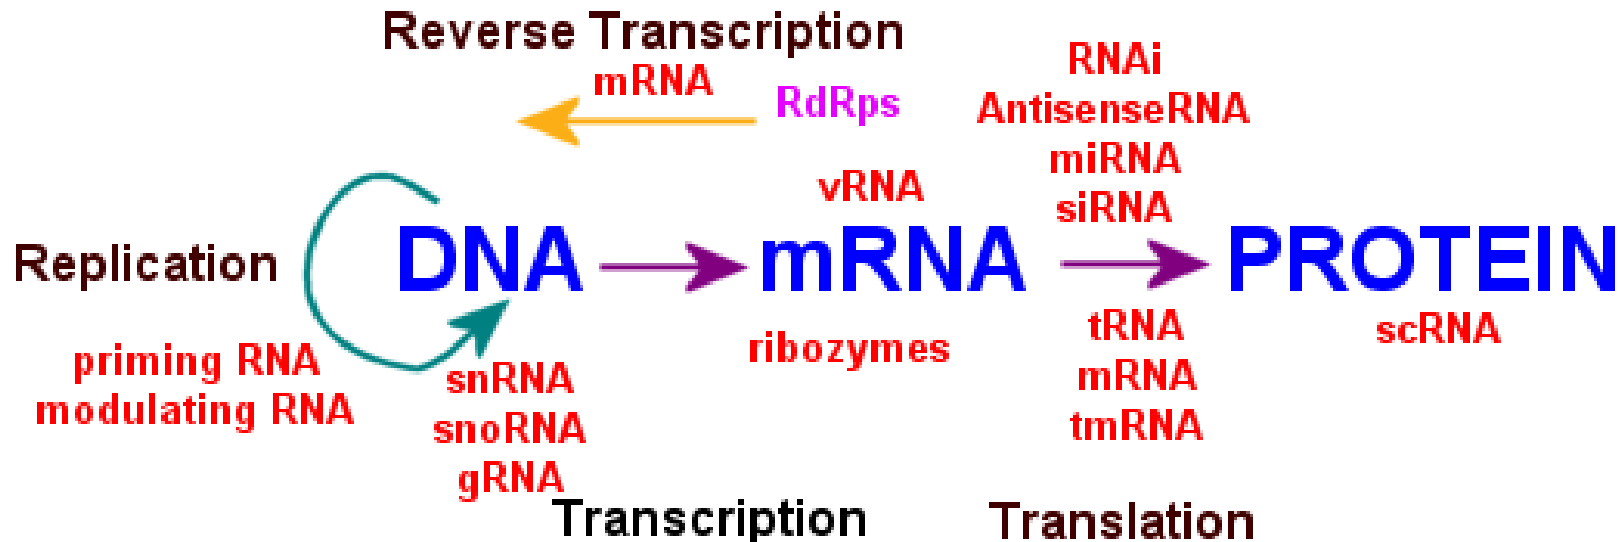 Reverse Transcription
mRNA
RdRps
RNAi
AntisenseRNA
miRNA
siRNA
vRNA
Replication
DNA
mRNA
PROTEIN
priming RNA
modulating RNA
snRNA
snoRNA
gRNA
ribozymes
tRNA
mRNA
tmRNA
scRNA
Transcription
Translation